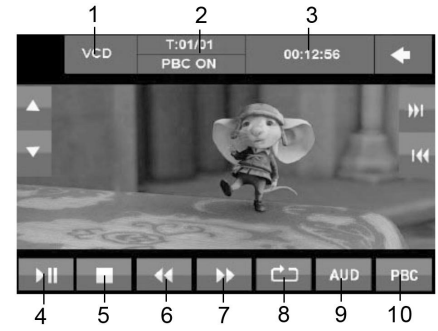 1 2 3
VCD
T:01/01
PBC ON
00:12:56
AUD
PBC
4 5 6 7 8 9 10